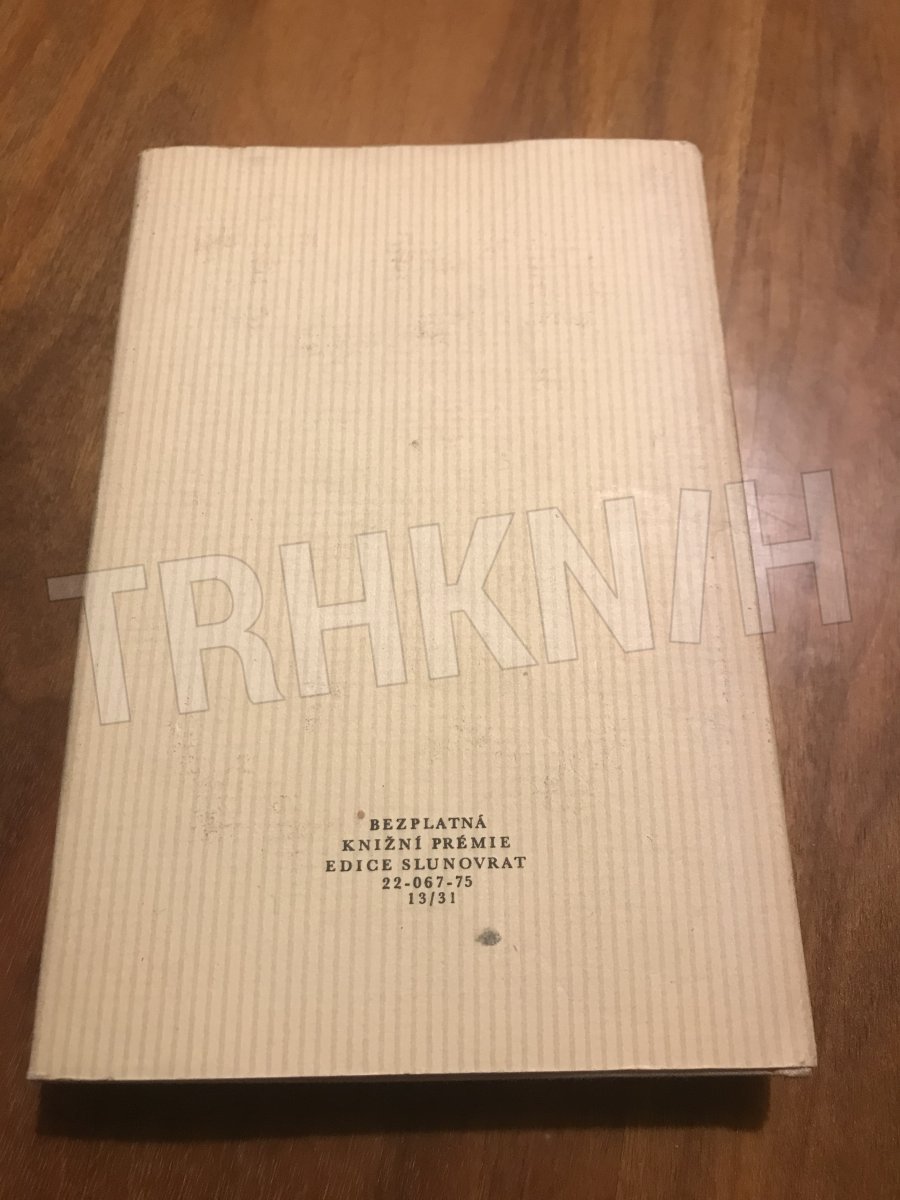 TRHKNIH
BEZPLATNÁ
KNIŽNÍ PRÉMIE
EDICE SLUNOVRAT
22-067-75
13/31